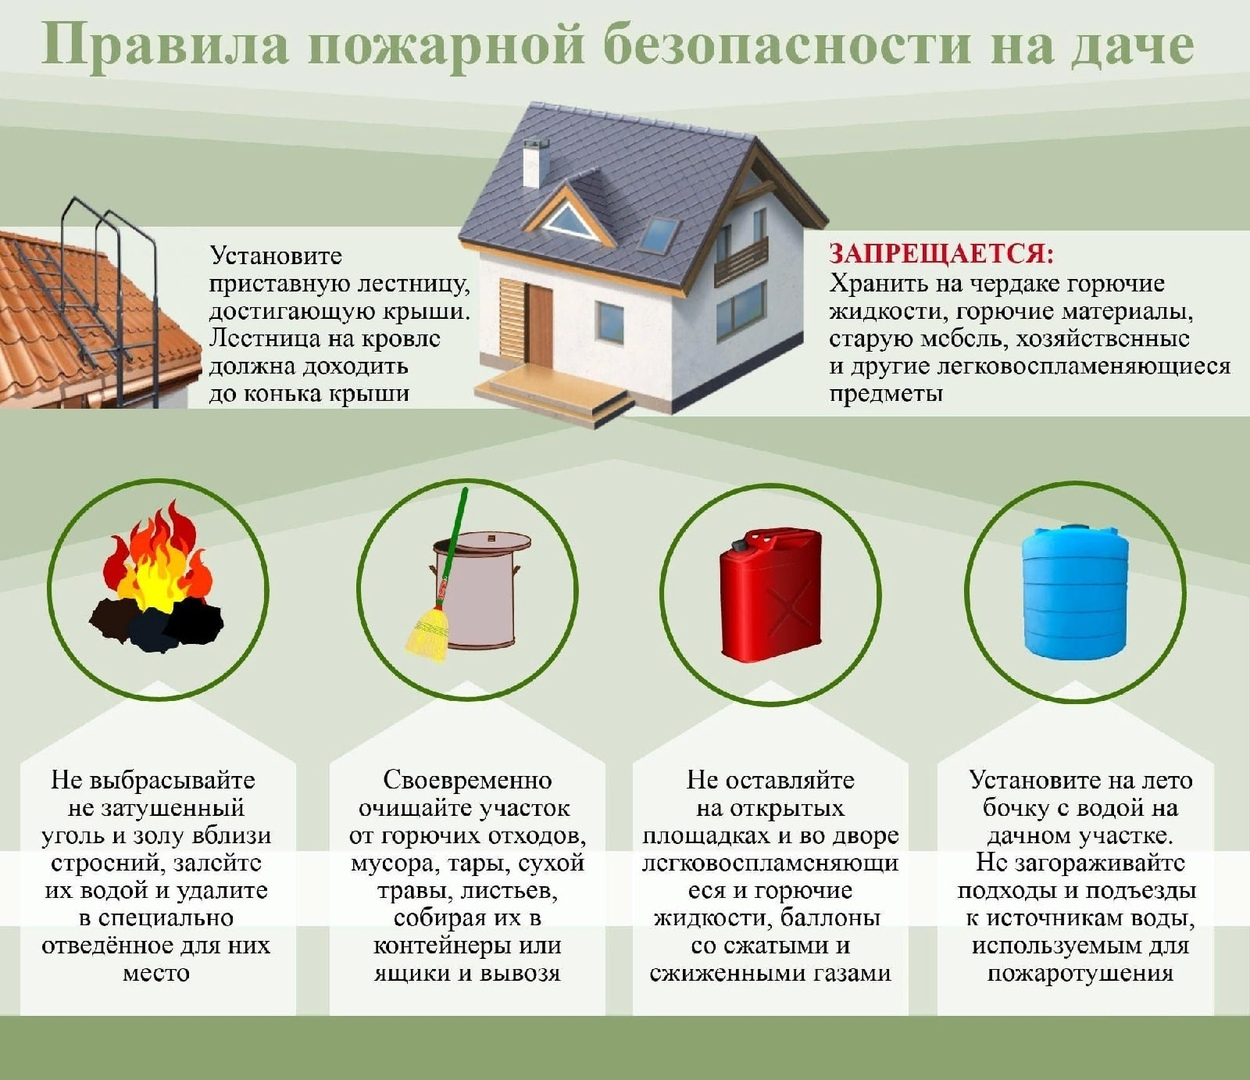 Правила пожарной безопасности на даче
Установите
приставную лестницу,
достигающую крыши.
Лестница на кровле
должна доходить
до конька крыши
ЗАПРЕЩАЕТСЯ:
Хранить на чердаке горючие
жидкости, горючие материалы,
старую мебель, хозяйственные
и другие легковоспламеняющиеся
предметы
Не выбрасывайте
не затушенный
уголь и золу вблизи
строений, залейте
их водой и удалите
в специально
отведённое для них
место
Своевременно
очищайте участок
от горючих отходов,
мусора, тары, сухой
травы, листьев,
собирая их в
контейнеры или
ящики и вывозя
Не оставляйте
на открытых
площадках и во дворе
легковоспламеняющи
еся и горючие
жидкости, баллоны
со сжатыми и
сжиженными газами
Установите на лето
бочку с водой на
дачном участке.
Не загораживайте
подходы и подъезды
к источникам воды,
используемым для
пожаротушения